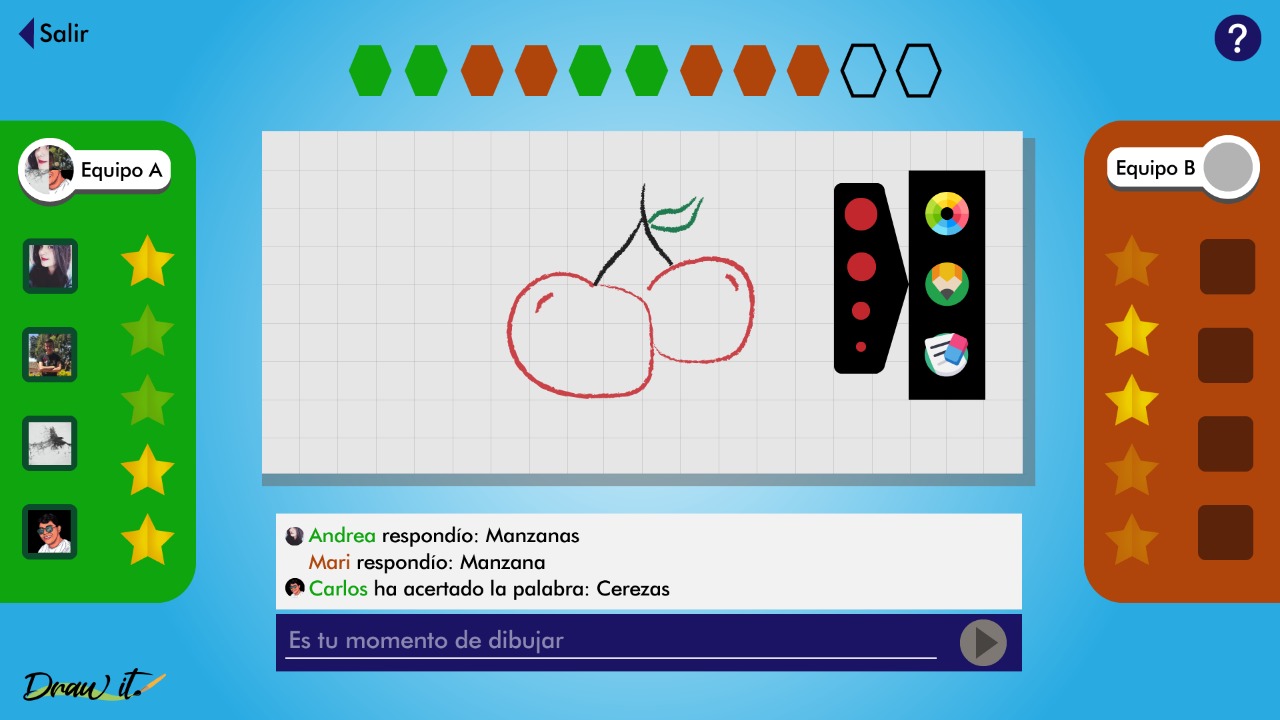 Salir
?
Equipo A
Equipo B
Andrea respondío: Manzanas
Mari respondío: Manzana
Carlos ha acertado la palabra: Cerezas
Es tu momento de dibujar
Draw it.